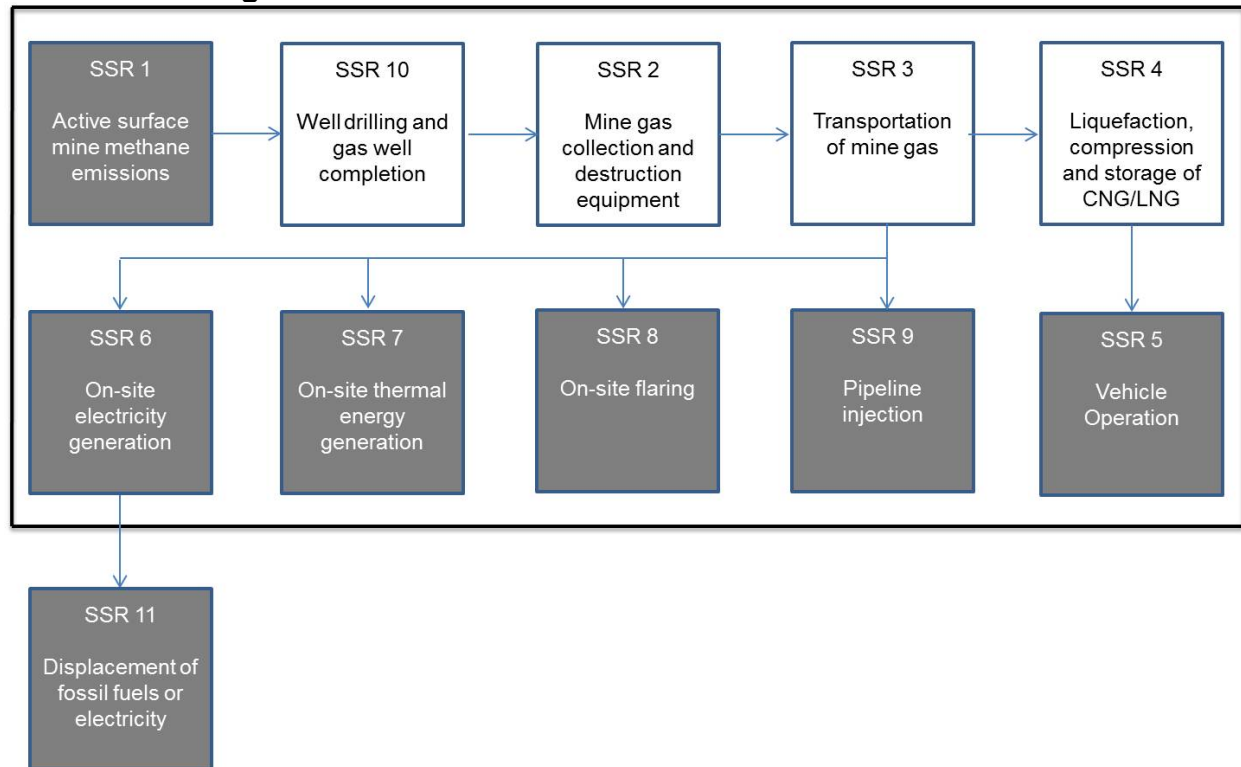 SSR 1
Active surface
mine methane
emissions
SSR 10
Well drilling and
gas well
completion
SSR 2
Mine gas
collection and
destruction
equipment
SSR 3
Transportation
of mine gas
SSR 4
Liquefaction,
compression
and storage of
CNG/LNG
SSR 6
On-site
electricity
generation
SSR 7
On-site thermal
energy
generation
SSR 8
On-site flaring
SSR 9
Pipeline
injection
SSR 5
Vehicle
Operation
SSR 11
Displacement of
fossil fuels or
electricity